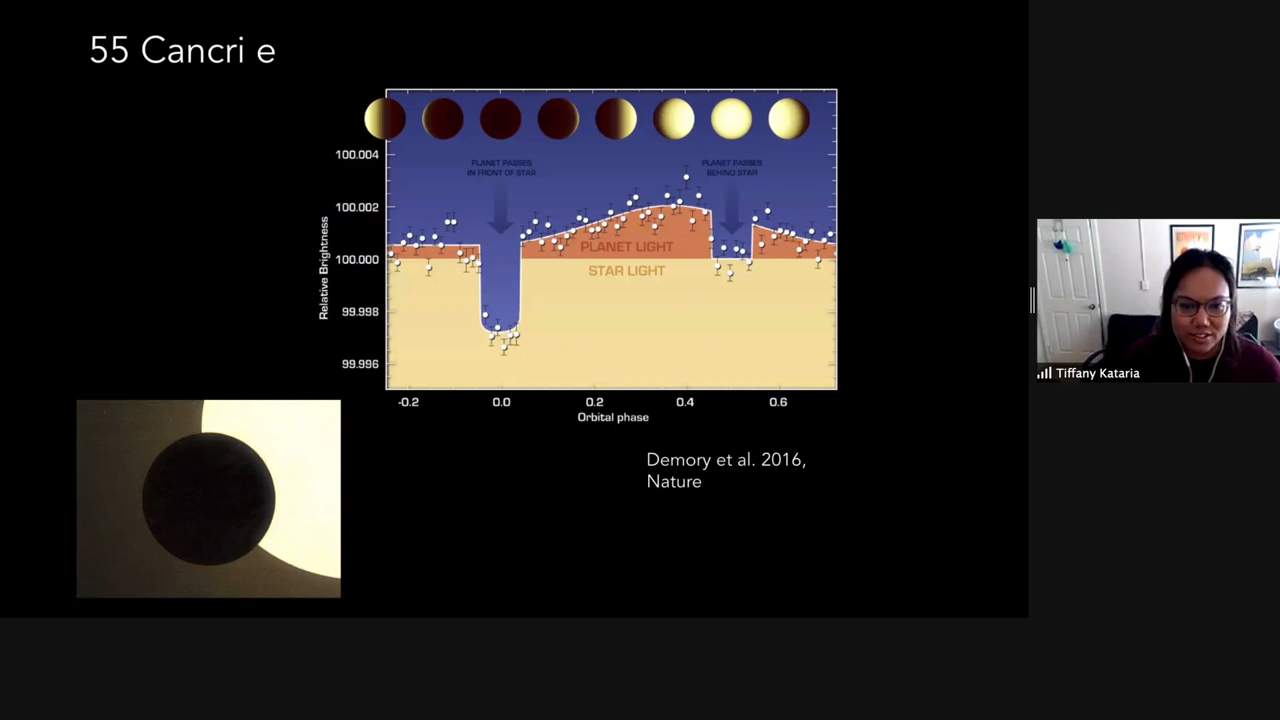 55 Cancri e
PLANET PASSES
IN FRONT OF STAR
PLANET PASSES
BEHIND STAR
100.004
100.002
100.000
99.998
99.996
Relative Brightness
PLANET LIGHT
STAR LIGHT
-0.2
0.0
0.2
0.4
0.6
Orbital phase
Demory et al. 2016,
Nature
Tiffany Kataria